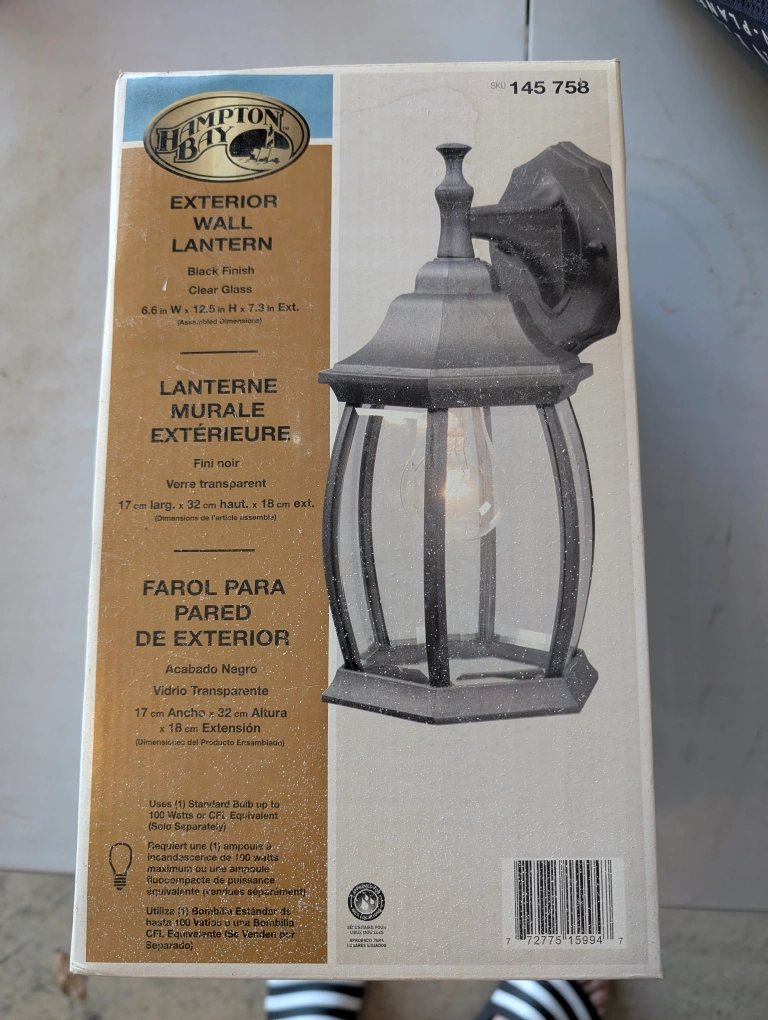 N-PLANE
SKU 145 758
HAMPTON BAY™
EXTERIOR
WALL
LANTERN
Black Finish
Clear Glass
6.6 in W x 12.5 in H x 7.3 in Ext.
(Assembled Dimensions)
LANTERNE
MURALE
EXTÉRIEURE
Fini noir
Verre transparent
17 cm larg. x 32 cm haut. x 18 cm ext.
(Dimensions de l'article assemblé)
FAROL PARA
PARED
DE EXTERIOR
Acabado Negro
Vidrio Transparente
17 cm Ancho x 32 cm Altura
x 18 cm Extensión
(Dimensiones del Producto Ensamblado)
Uses (1) Standard Bulb up to
100 Watts or CFL Equivalent
(Sold Separately)
Requiert une (1) ampoule à
incandescence de 100 watts
maximum ou une ampoule
fluocompacte de puissance
équivalente (vendues séparément)
Utiliza (1) Bombilla Estándar de
hasta 100 Vatios o una Bombilla
CFL Equivalente (Se Venden por
Separado)
7 72775 15994 7